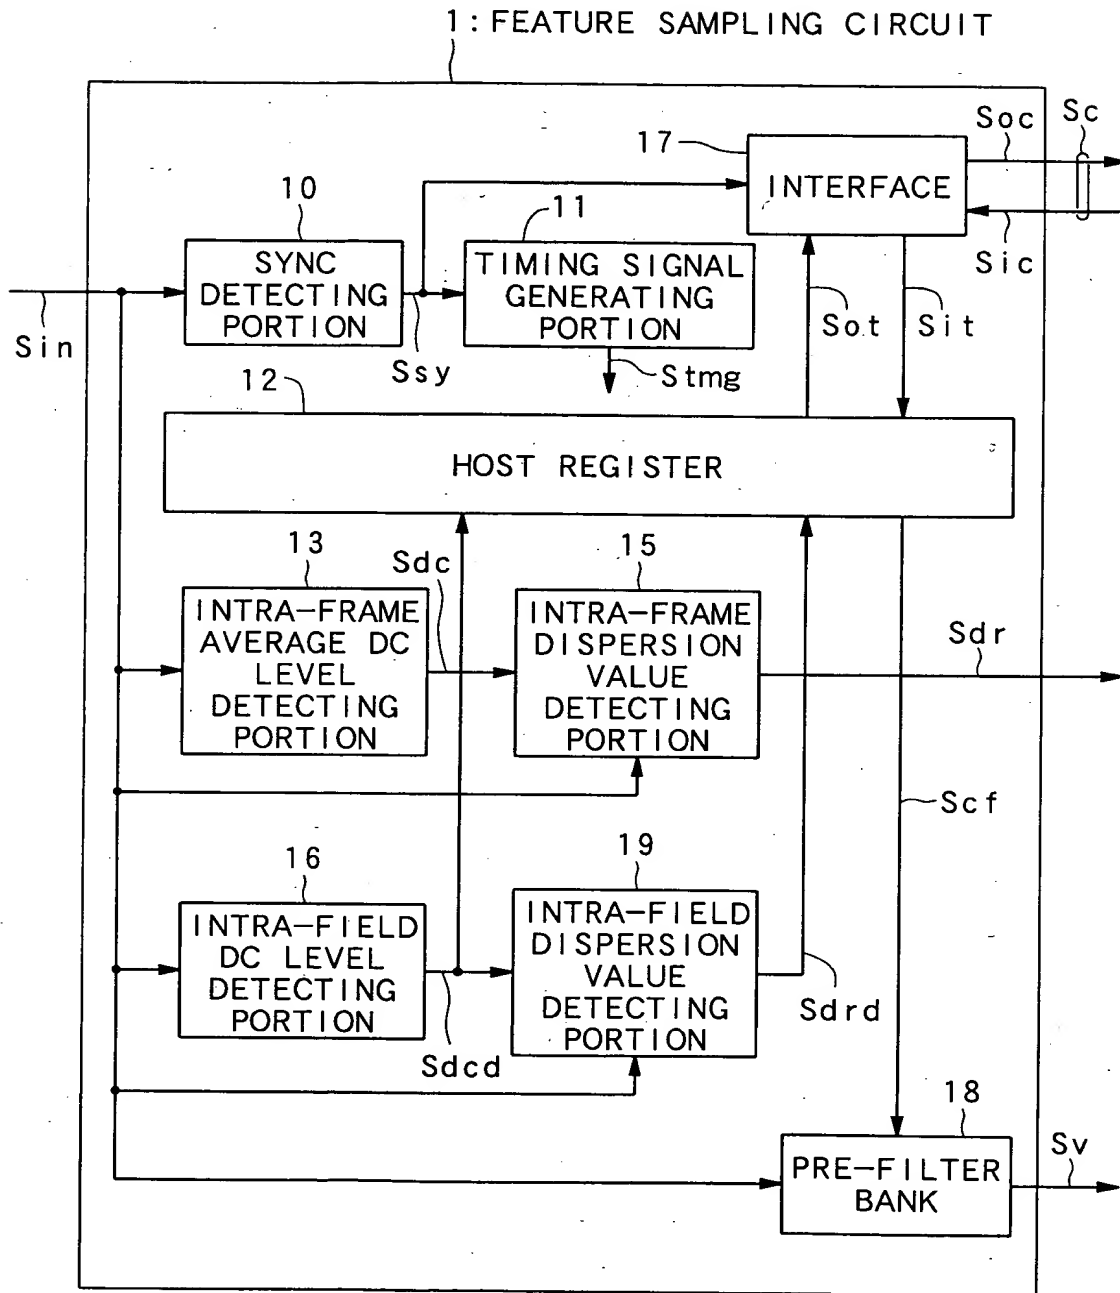 1: FEATURE SAMPLING CIRCUIT
Soc
Sc
17
INTERFACE
10
11
SYNC
DETECTING
PORTION
TIMING SIGNAL
GENERATING
PORTION
Sic
Sin
Ssy
Sot
Sit
Stmg
12
HOST REGISTER
13
Sdc
15
INTRA-FRAME
AVERAGE DC
LEVEL
DETECTING
PORTION
INTRA-FRAME
DISPERSION
VALUE
DETECTING
PORTION
Sdr
Scf
16
19
INTRA-FIELD
DC LEVEL
DETECTING
PORTION
INTRA-FIELD
DISPERSION
VALUE
DETECTING
PORTION
Sdcd
Sdrd
18
PRE-FILTER
BANK
Sv